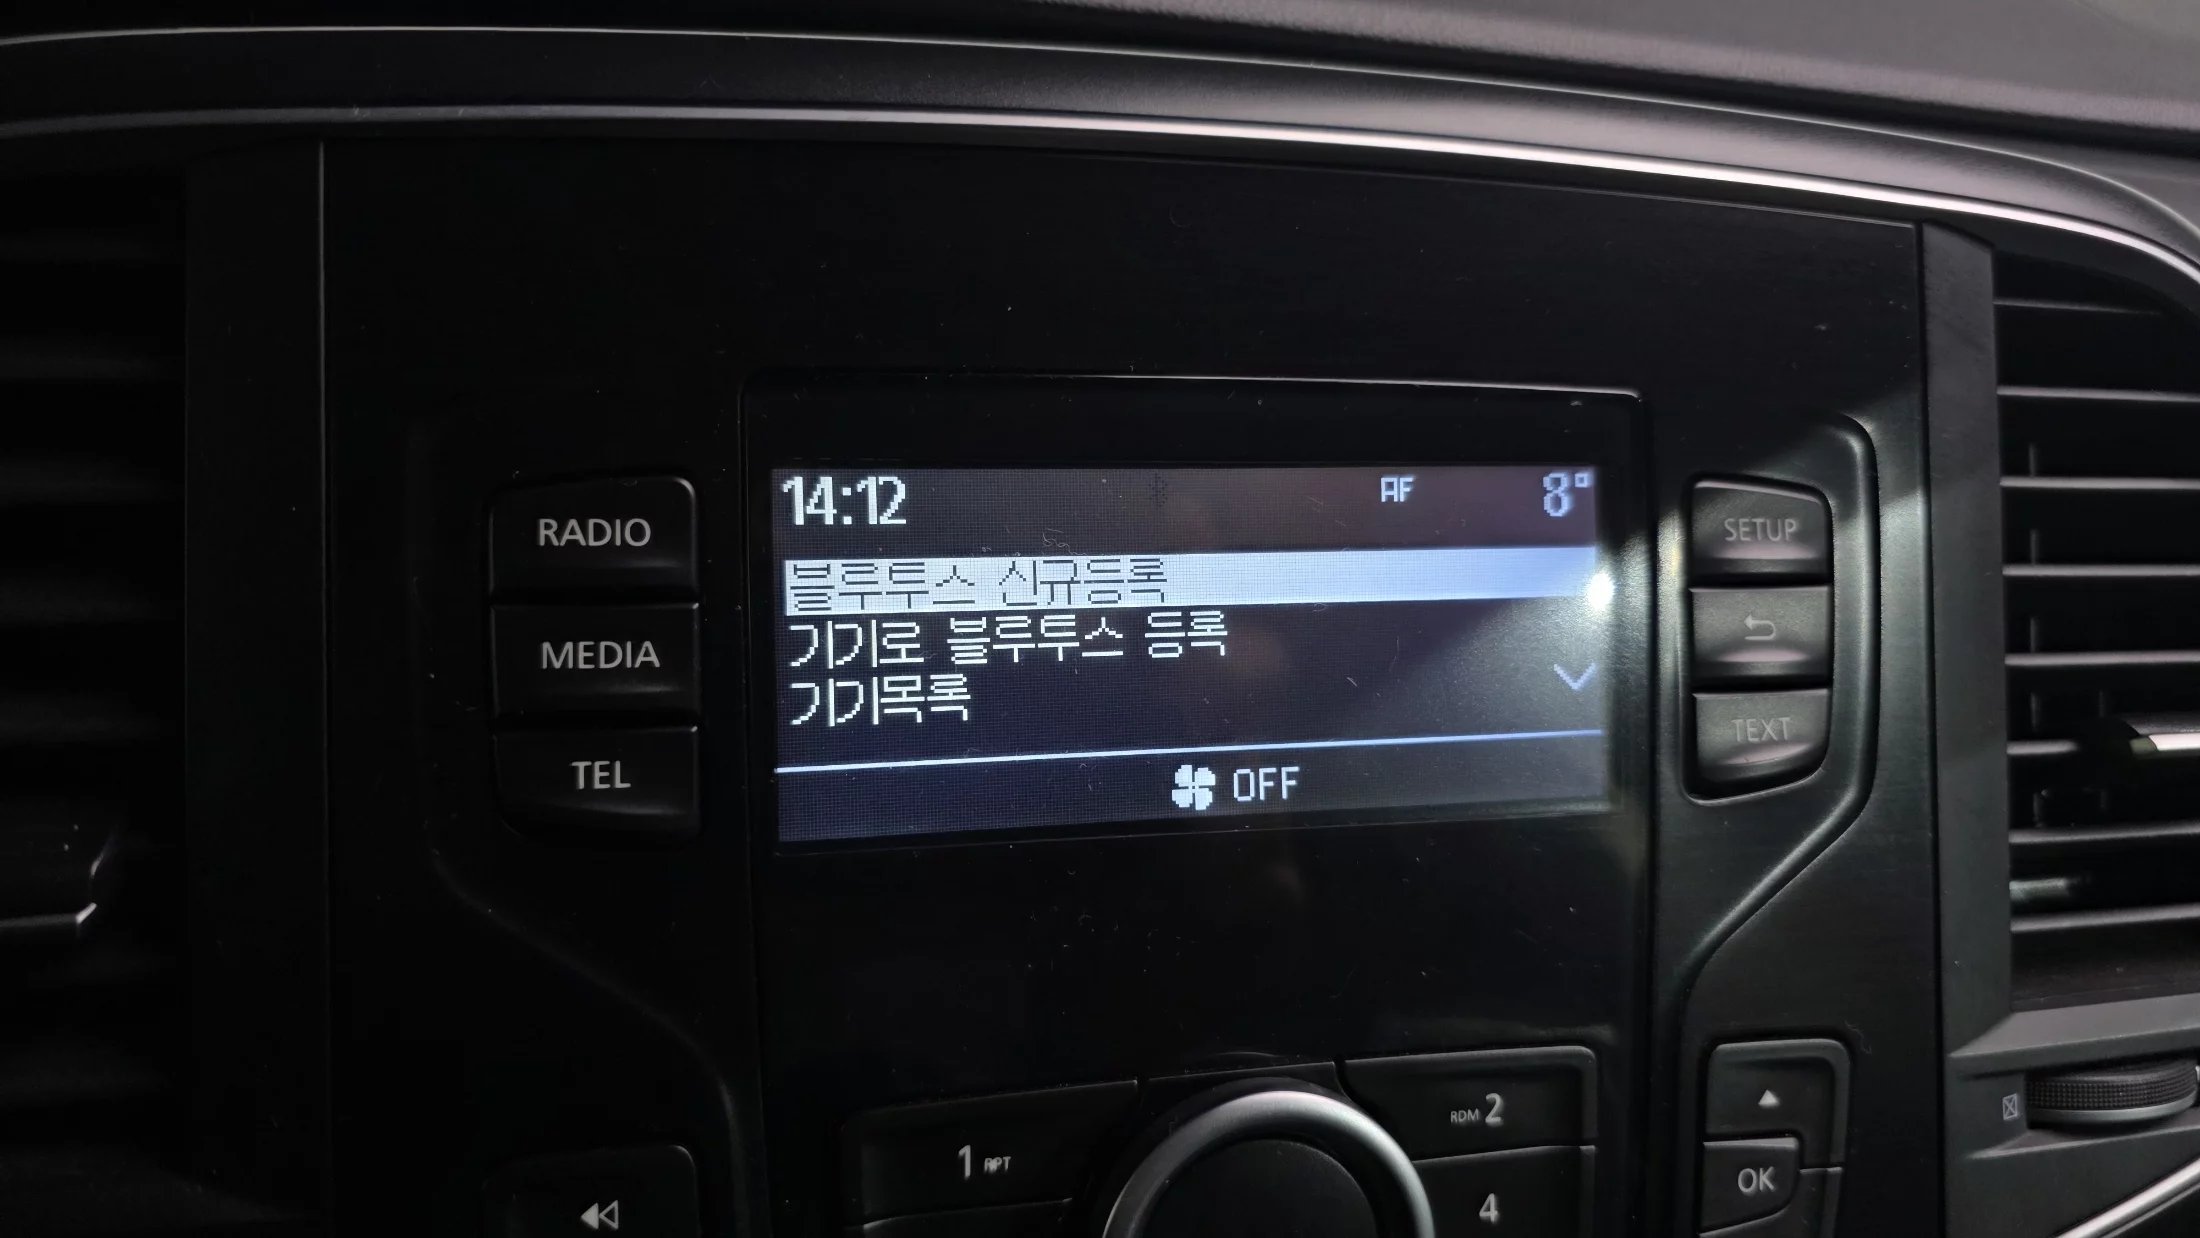 14:12 AF 8°
블루투스 신규등록
기기로 블루투스 등록
기기목록
OFF
RADIO
MEDIA
TEL
SETUP
TEXT
1 RPT
RDM 2
4
OK